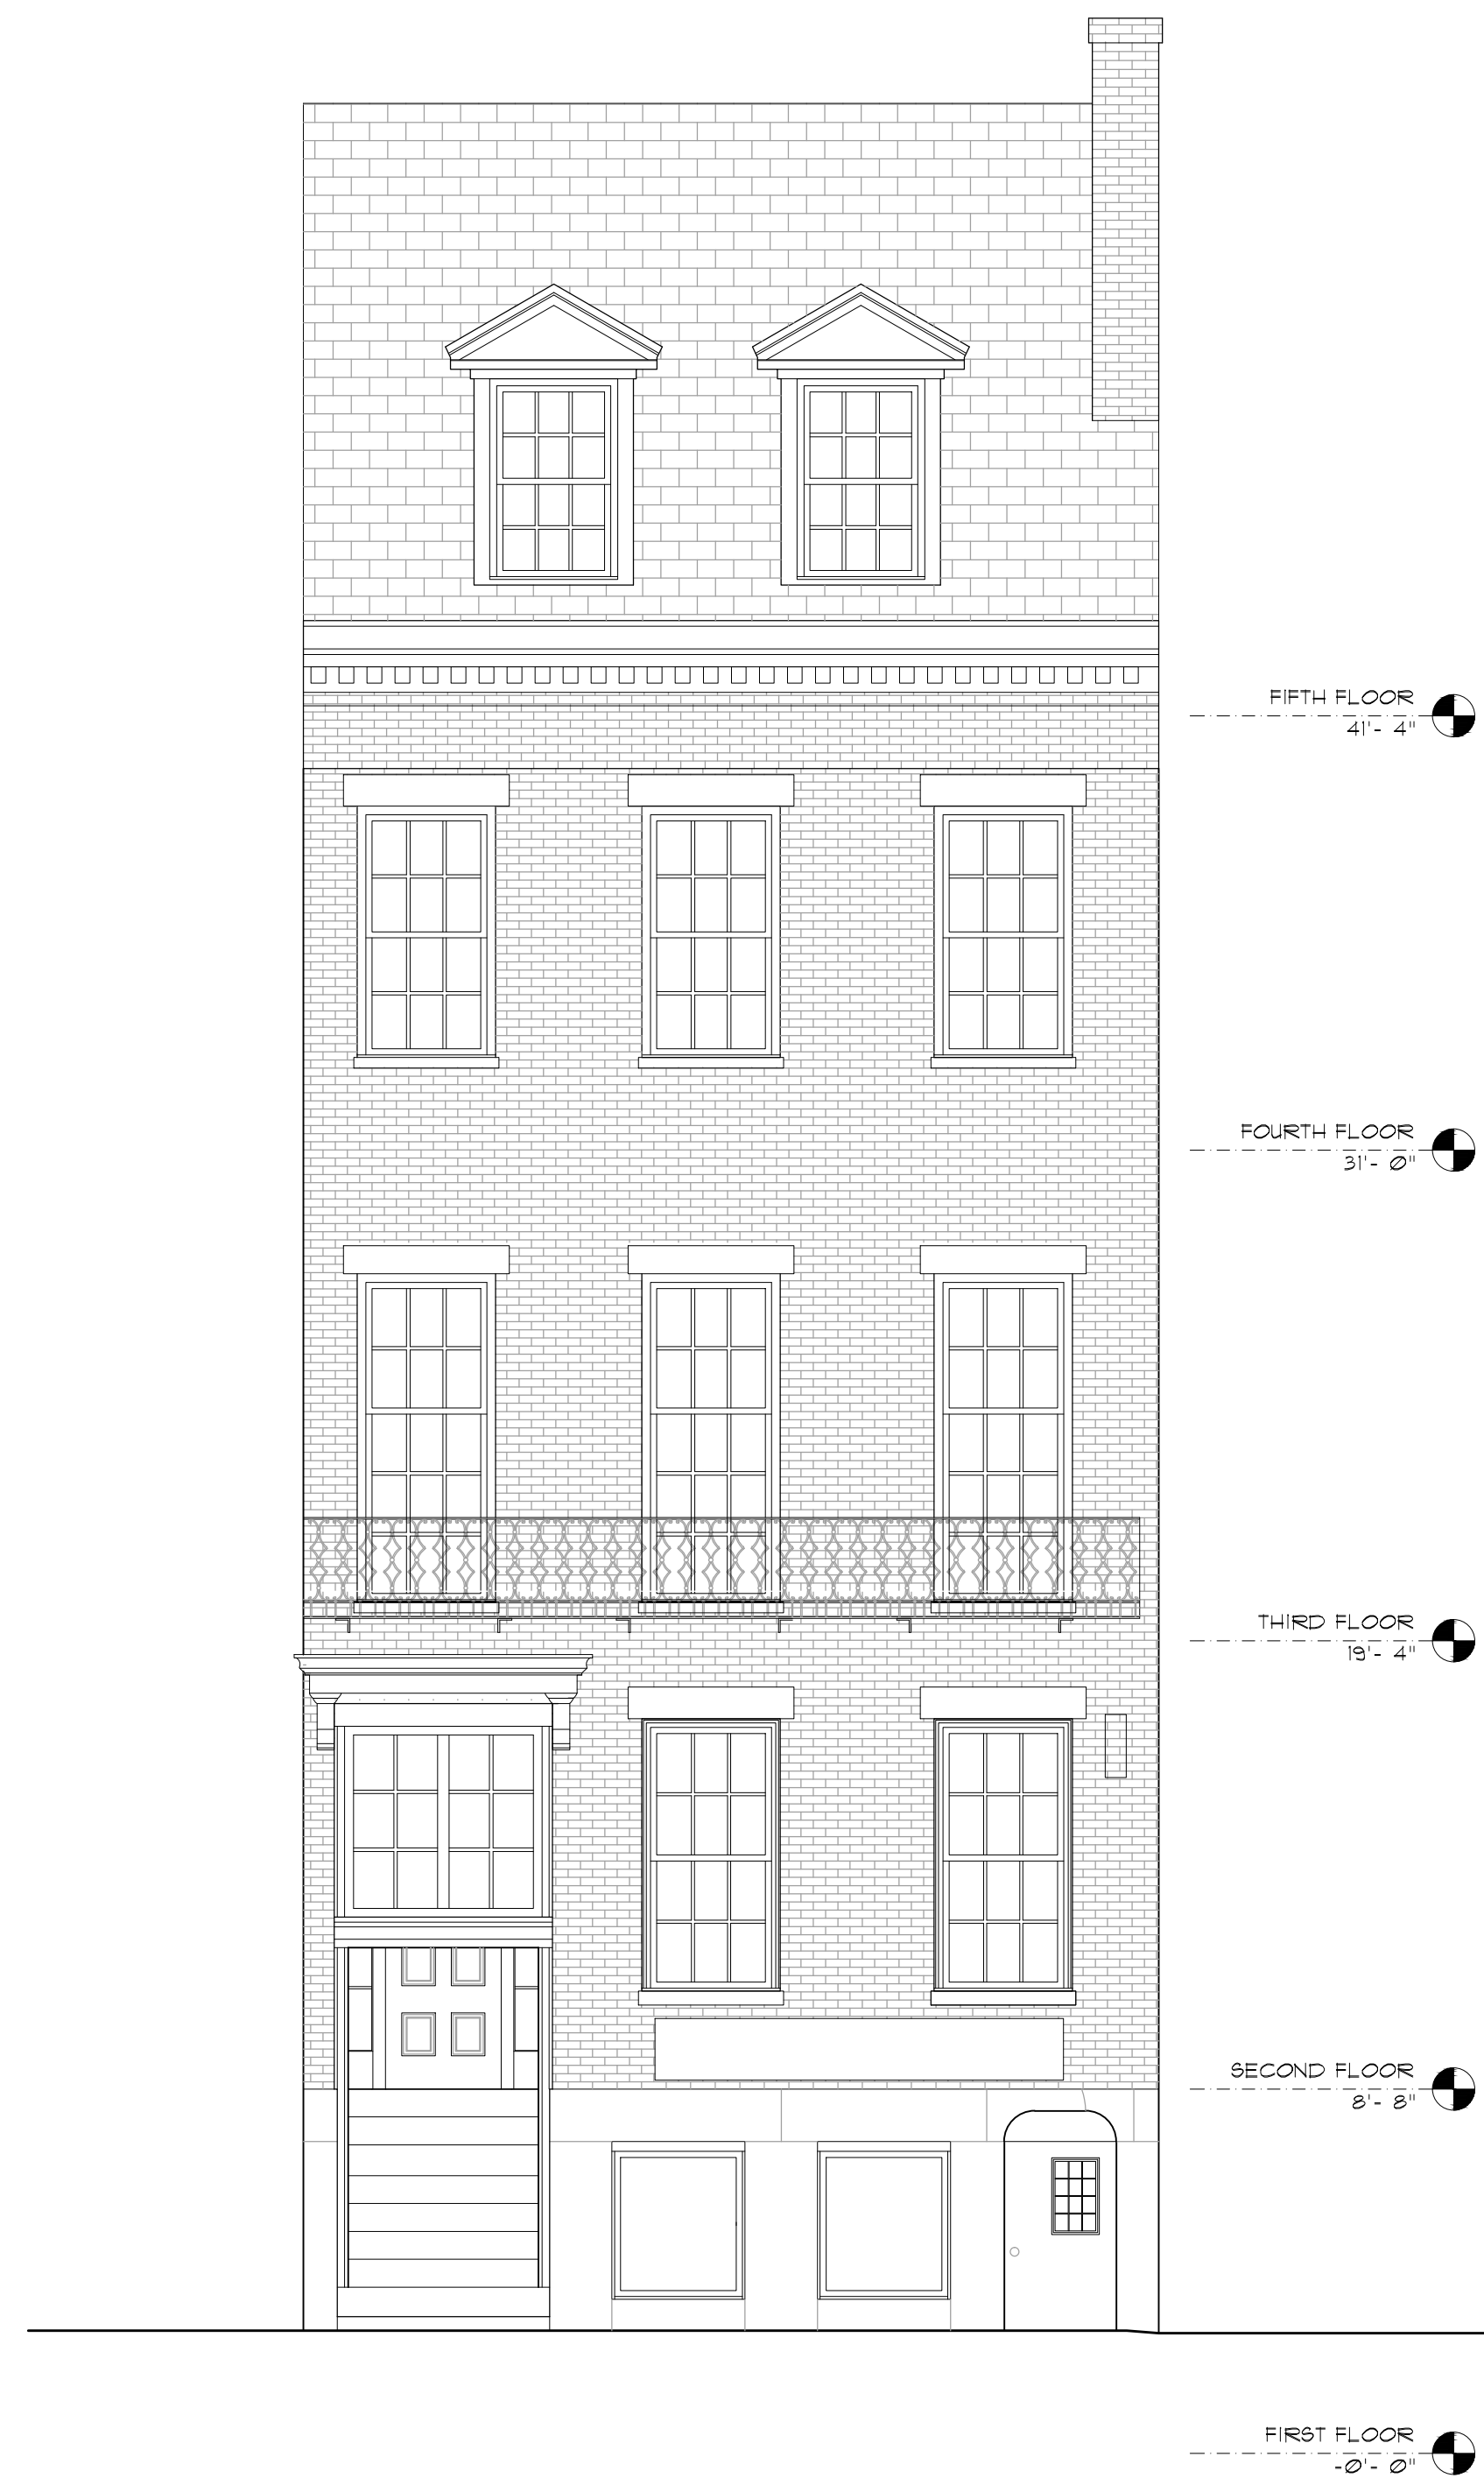 FIFTH FLOOR
41'- 4"
FOURTH FLOOR
31'- 0"
THIRD FLOOR
19'- 4"
SECOND FLOOR
8'- 8"
FIRST FLOOR
-0'- 0"